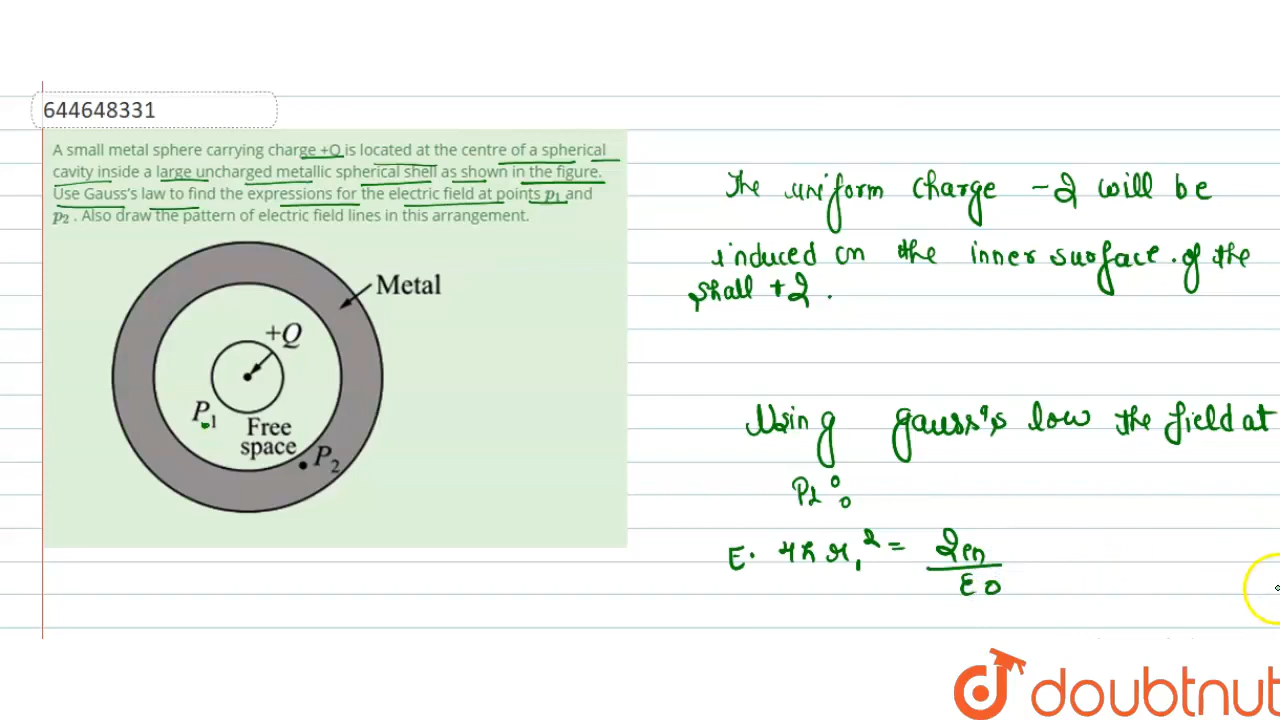 644648331
A small metal sphere carrying charge +Q is located at the centre of a spherical
cavity inside a large uncharged metallic spherical shell as shown in the figure.
Use Gauss's law to find the expressions for the electric field at points p₁ and
p₂ . Also draw the pattern of electric field lines in this arrangement.
Metal
+Q
P₁
Free
space
P₂
The uniform charge -Q will be
induced on the inner surface. of the
shall +Q.
Using gauss's low the field at
P₁ :
E. 4π r₁² = Qen
ε0
doubtnut